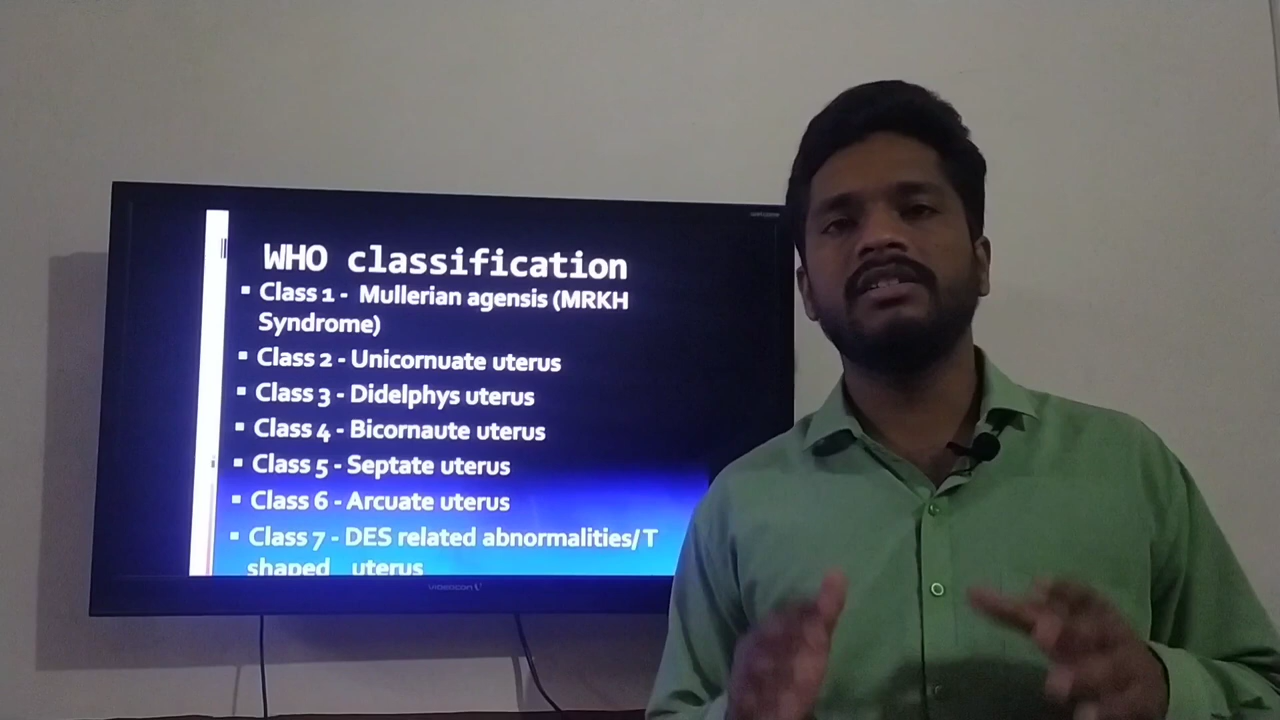 WHO classification
▪ Class 1 - Mullerian agensis (MRKH
Syndrome)
▪ Class 2 - Unicornuate uterus
▪ Class 3 - Didelphys uterus
▪ Class 4 - Bicornaute uterus
▪ Class 5 - Septate uterus
▪ Class 6 - Arcuate uterus
▪ Class 7 - DES related abnormalities/ T
shaped uterus
VIDEOCON